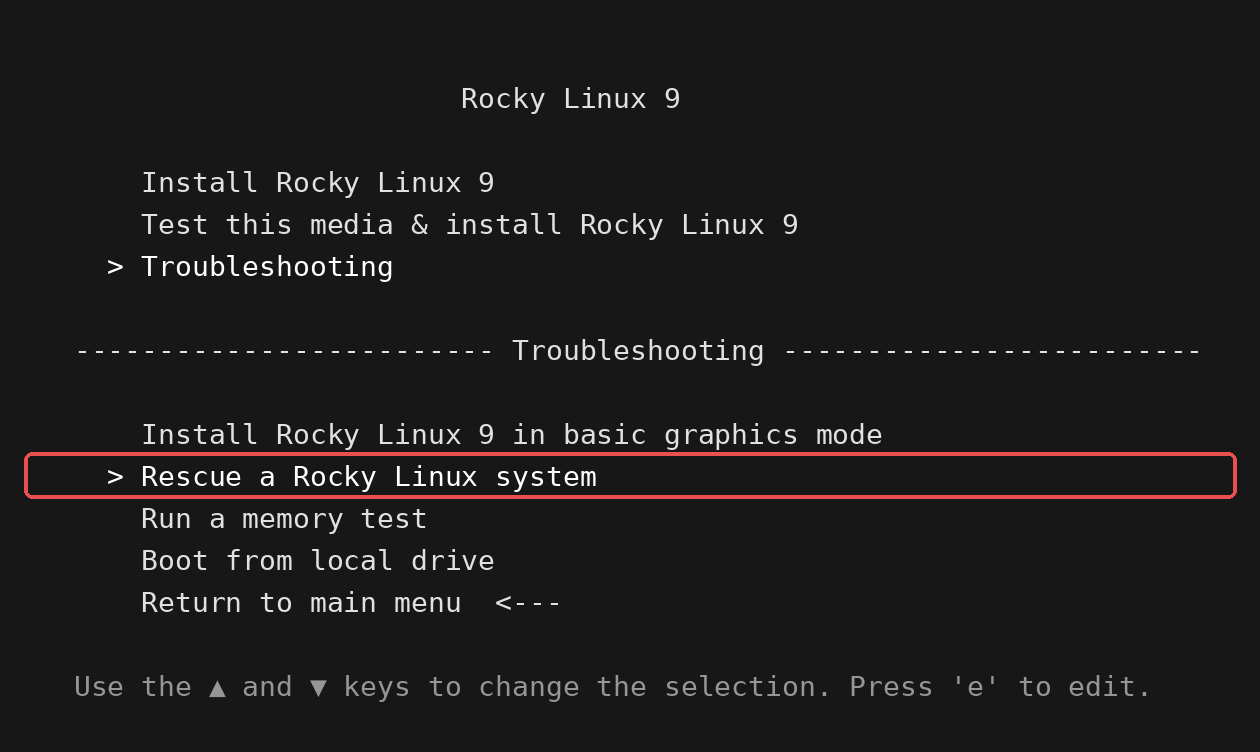 Rocky Linux 9
Install Rocky Linux 9
Test this media & install Rocky Linux 9
> Troubleshooting
------------------------- Troubleshooting -------------------------
Install Rocky Linux 9 in basic graphics mode
> Rescue a Rocky Linux system
Run a memory test
Boot from local drive
Return to main menu  <---
Use the ▲ and ▼ keys to change the selection. Press 'e' to edit.